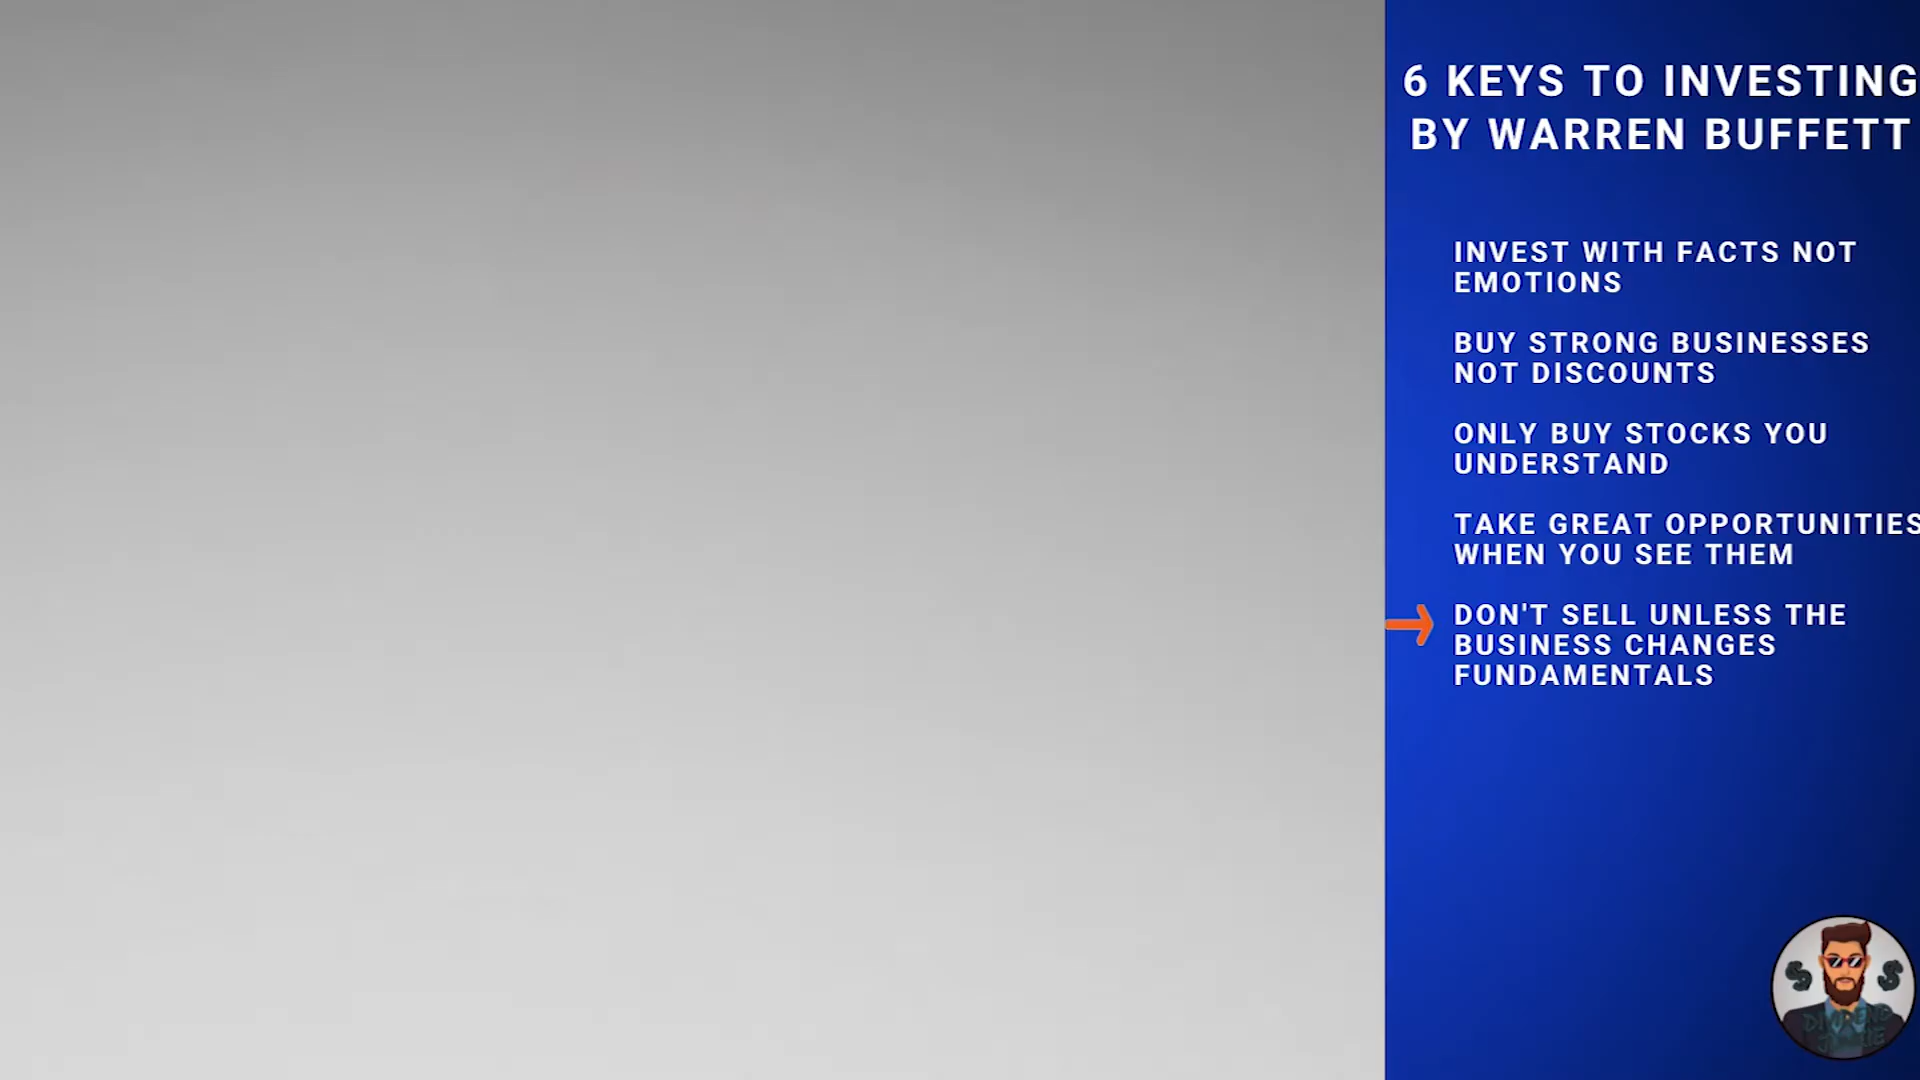 6 KEYS TO INVESTING
BY WARREN BUFFETT
INVEST WITH FACTS NOT
EMOTIONS
BUY STRONG BUSINESSES
NOT DISCOUNTS
ONLY BUY STOCKS YOU
UNDERSTAND
TAKE GREAT OPPORTUNITIES
WHEN YOU SEE THEM
DON'T SELL UNLESS THE
BUSINESS CHANGES
FUNDAMENTALS
$ $
DIVIDEND